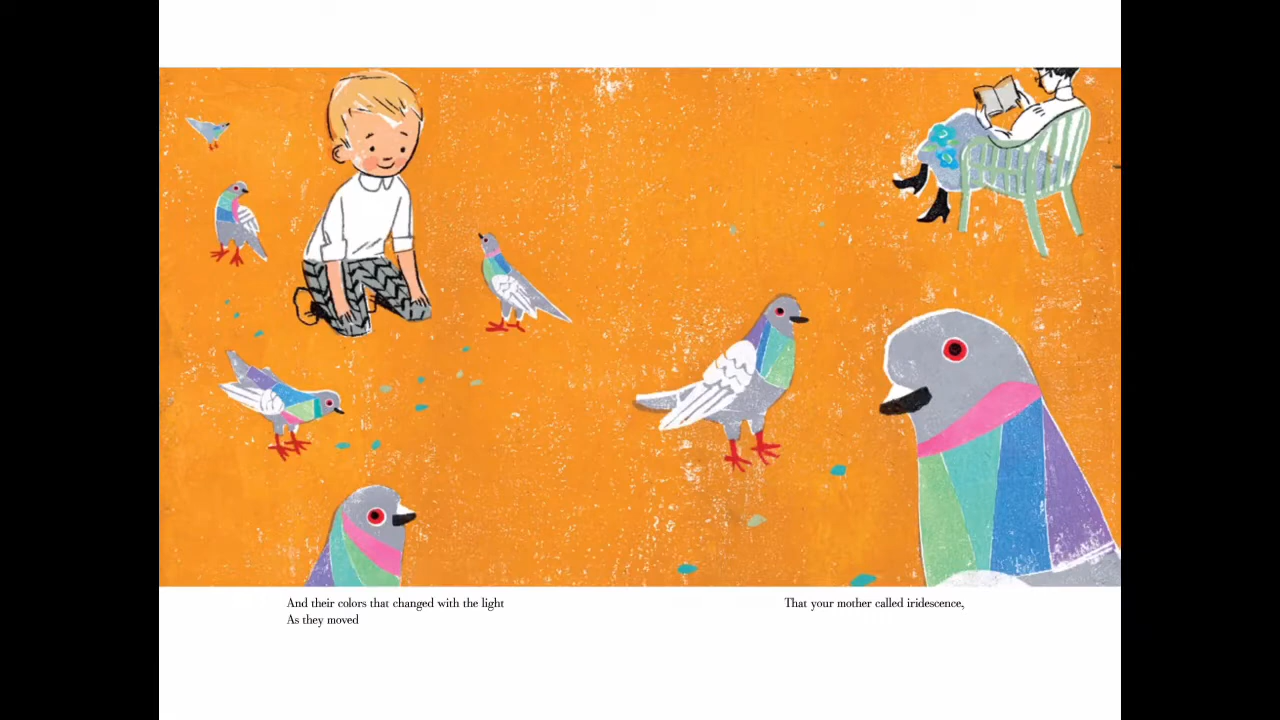 And their colors that changed with the light
As they moved
That your mother called iridescence,